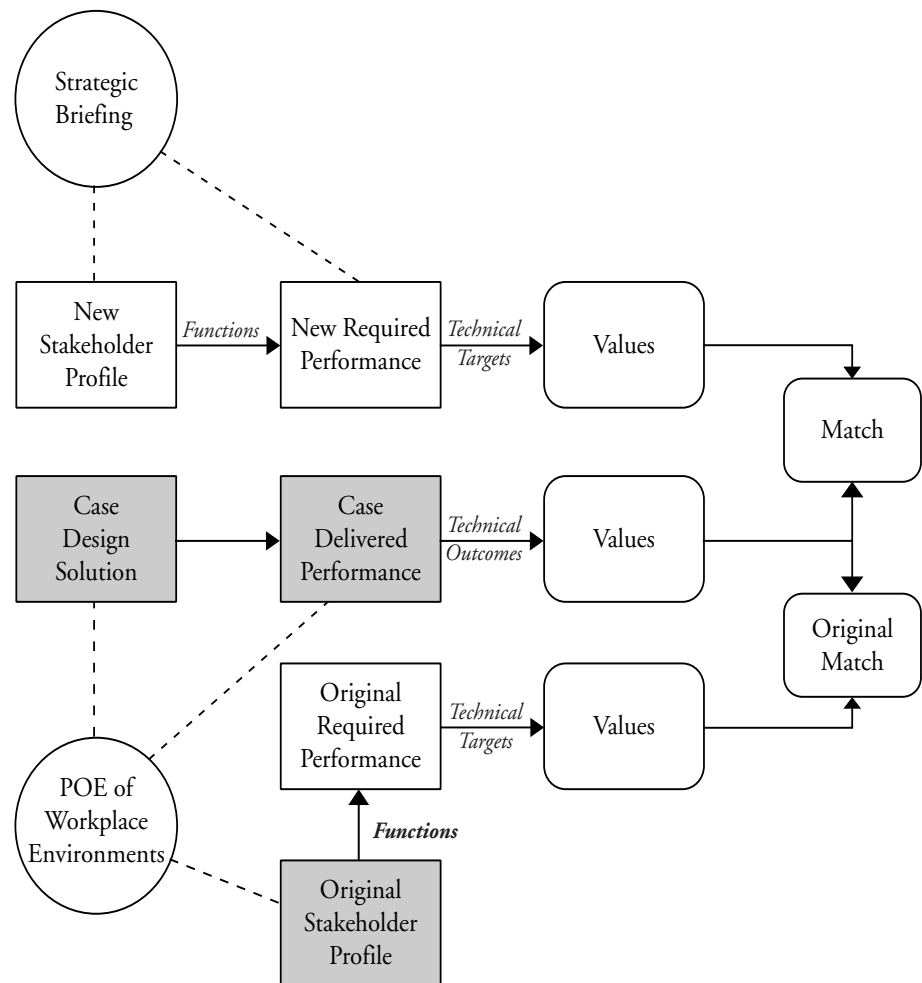 Strategic
Briefing
New
Stakeholder
Profile
Functions
New Required
Performance
Technical
Targets
Values
Match
Case
Design
Solution
Case
Delivered
Performance
Technical
Outcomes
Values
Original
Match
Original
Required
Performance
Technical
Targets
Values
POE of
Workplace
Environments
Functions
Original
Stakeholder
Profile